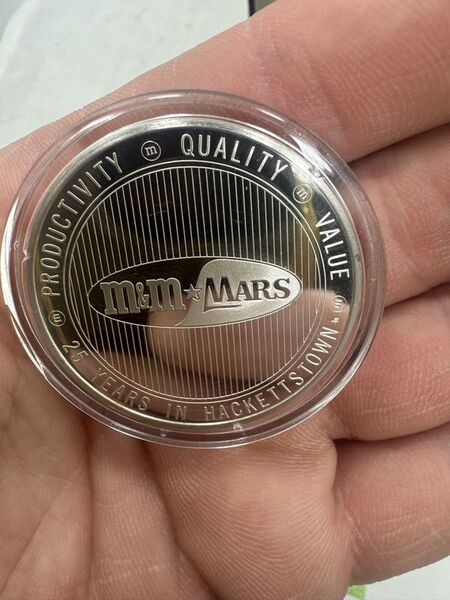 PRODUCTIVITY m QUALITY m VALUE m
m&m★MARS
25 YEARS IN HACKETTSTOWN